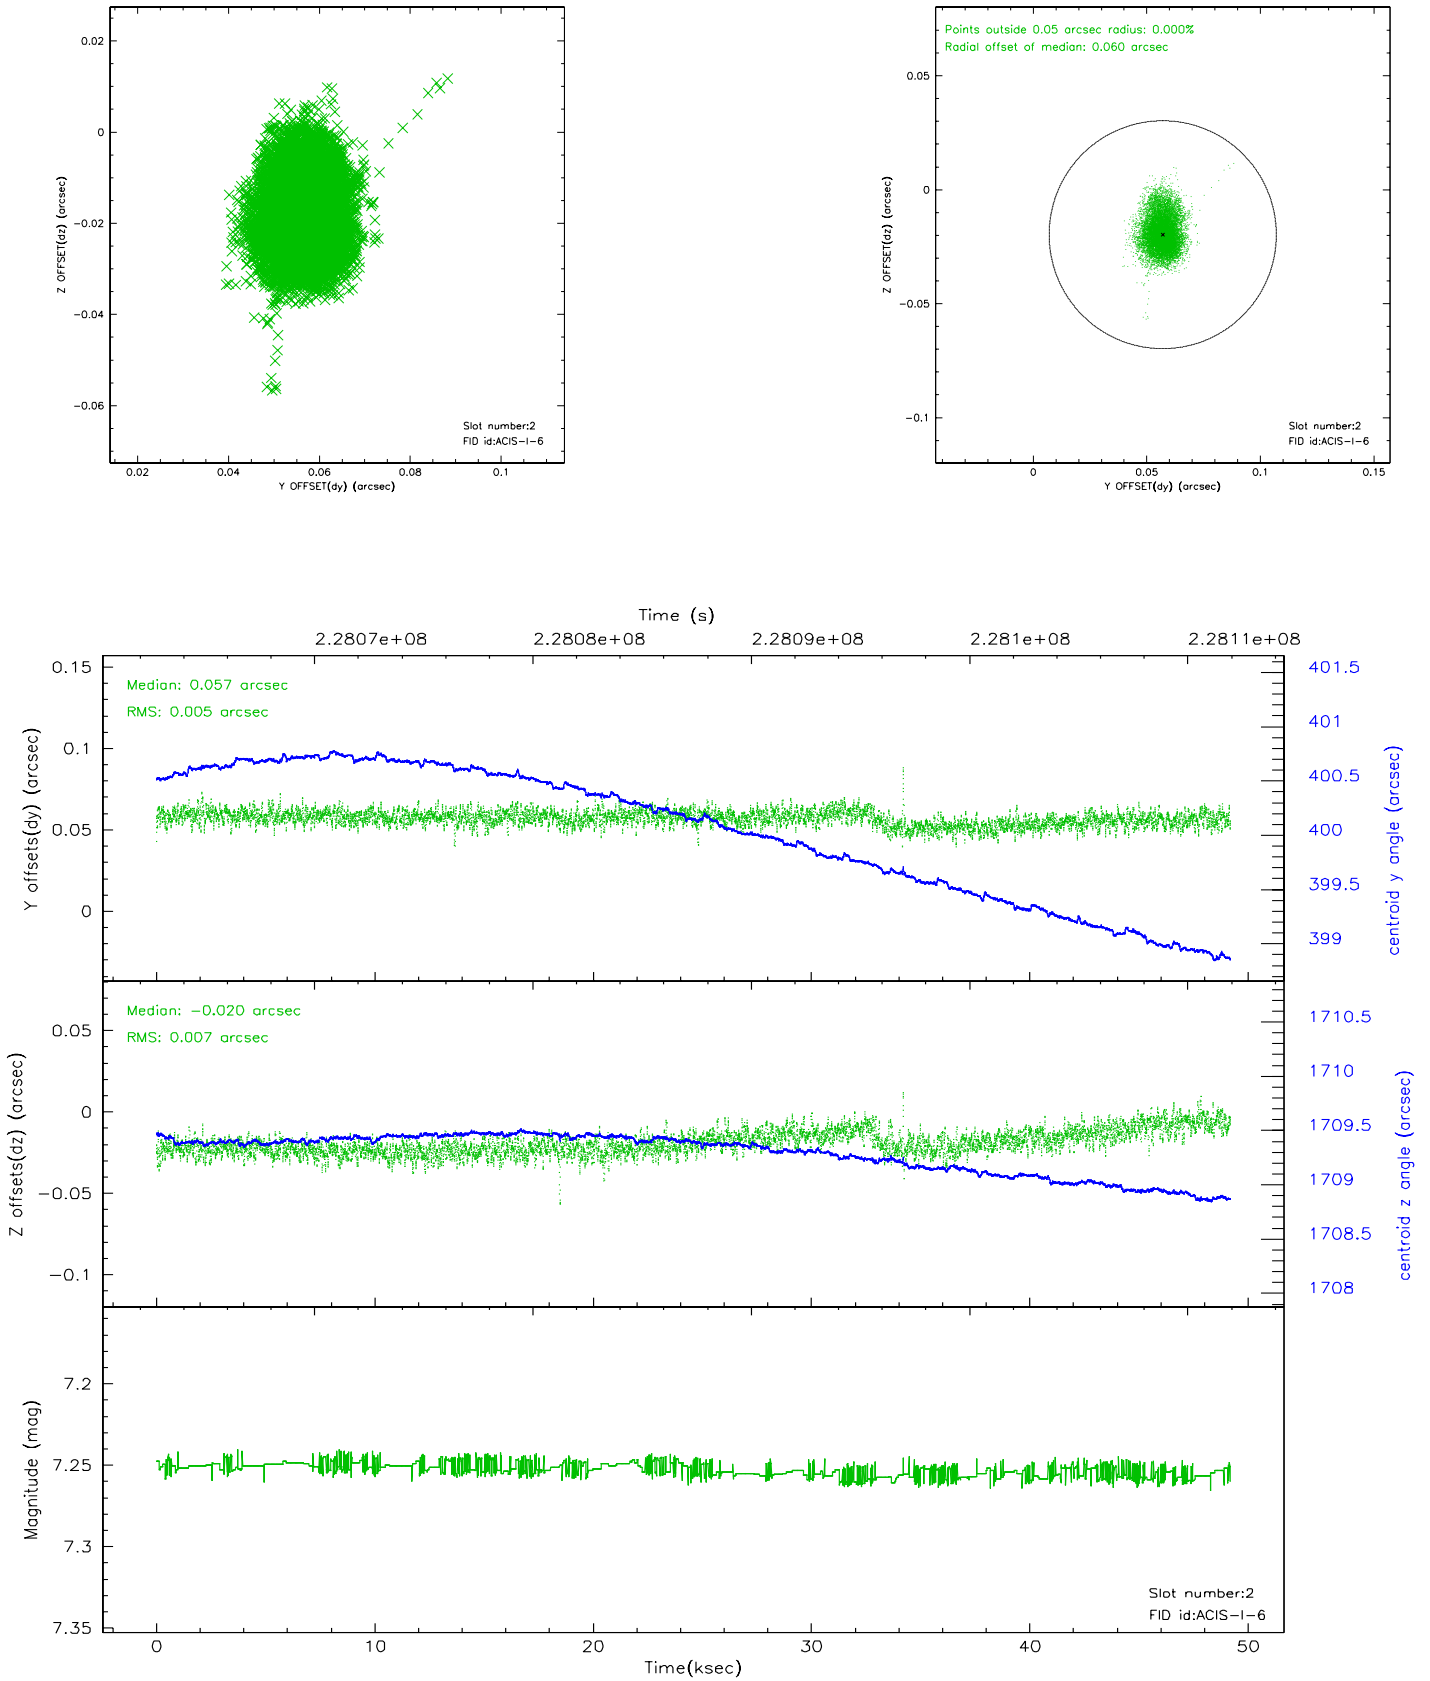 0.02
0
−0.02
−0.04
−0.06
Z OFFSET(dz) (arcsec)
Slot number:2
FID id:ACIS−I−6
0.02 0.04 0.06 0.08 0.1
Y OFFSET(dy) (arcsec)
Points outside 0.05 arcsec radius: 0.000%
Radial offset of median: 0.060 arcsec
0.05
0
−0.05
−0.1
Z OFFSET(dz) (arcsec)
Slot number:2
FID id:ACIS−I−6
0 0.05 0.1 0.15
Y OFFSET(dy) (arcsec)
Time (s)
2.2807e+08 2.2808e+08 2.2809e+08 2.281e+08 2.2811e+08
Median: 0.057 arcsec
RMS: 0.005 arcsec
0.15
0.1
0.05
0
Y offsets(dy) (arcsec)
401.5
401
400.5
400
399.5
399
centroid y angle (arcsec)
Median: −0.020 arcsec
RMS: 0.007 arcsec
0.05
0
−0.05
−0.1
Z offsets(dz) (arcsec)
1710.5
1710
1709.5
1709
1708.5
1708
centroid z angle (arcsec)
7.2
7.25
7.3
7.35
Magnitude (mag)
Slot number:2
FID id:ACIS−I−6
0 10 20 30 40 50
Time(ksec)